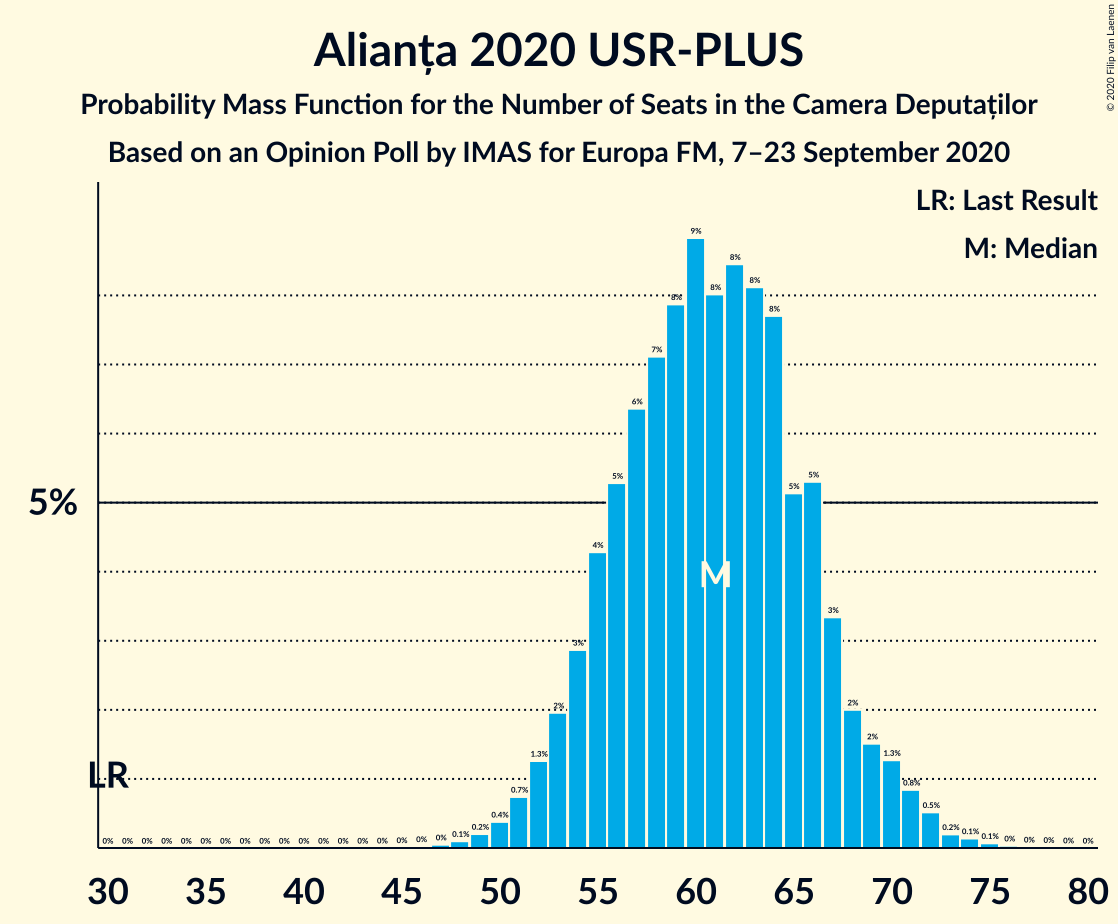 Alianța 2020 USR-PLUS
Probability Mass Function for the Number of Seats in the Camera Deputaților
Based on an Opinion Poll by IMAS for Europa FM, 7–23 September 2020
© 2020 Filip van Laenen
LR: Last Result
M: Median
5%
LR
M
0% 0% 0% 0% 0% 0% 0% 0% 0% 0% 0% 0% 0% 0% 0% 0% 0% 0% 0.1% 0.2% 0.4% 0.7% 1.3% 2% 3% 4% 5% 6% 7% 8% 9% 8% 8% 8% 8% 5% 5% 3% 2% 2% 1.3% 0.8% 0.5% 0.2% 0.1% 0.1% 0% 0% 0% 0% 0%
30 35 40 45 50 55 60 65 70 75 80